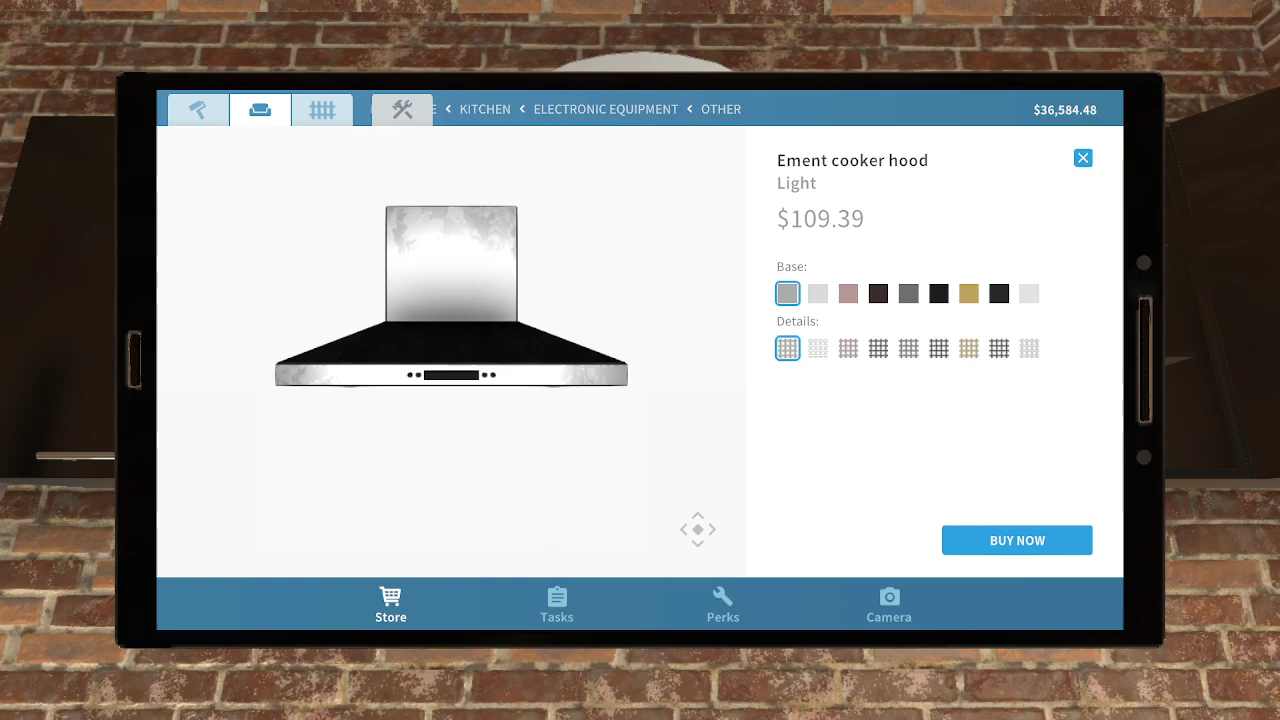 E < KITCHEN < ELECTRONIC EQUIPMENT < OTHER
$36,584.48
Ement cooker hood
Light
$109.39
Base:
Details:
BUY NOW
Store
Tasks
Perks
Camera